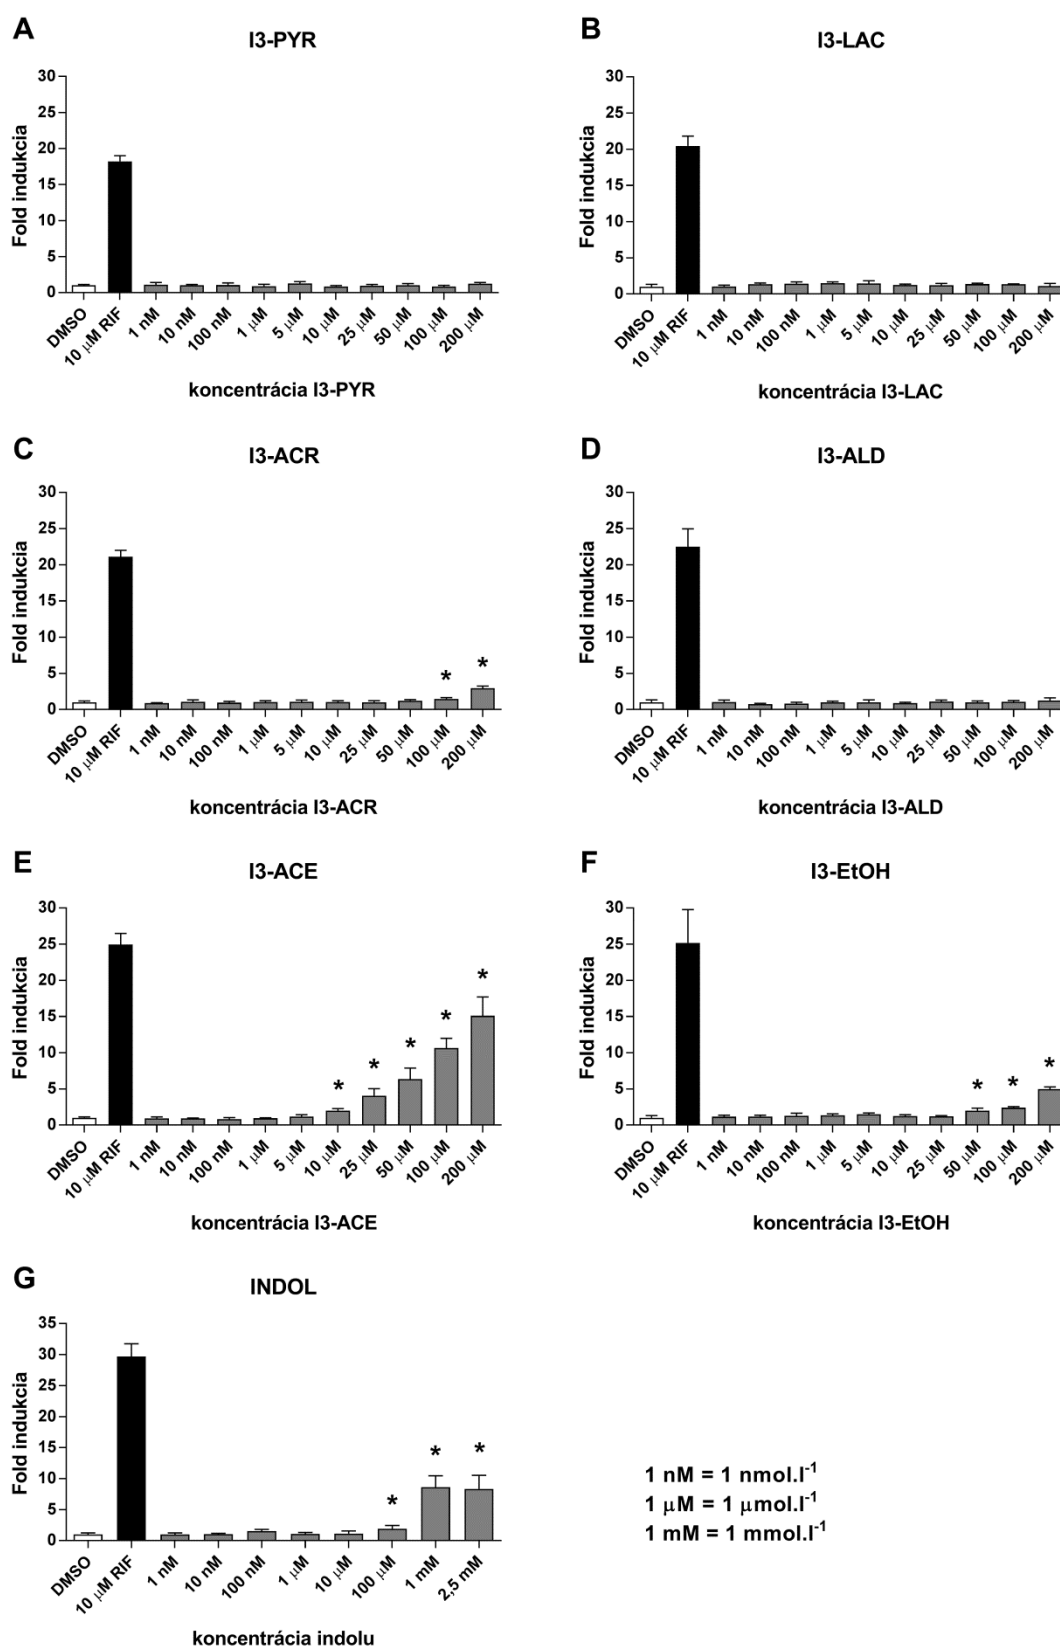 A
I3-PYR
Fold indukcia
30
25
20
15
10
5
0
DMSO
10 μM RIF
1 nM
10 nM
100 nM
1 μM
5 μM
10 μM
25 μM
50 μM
100 μM
200 μM
koncentrácia I3-PYR
B
I3-LAC
Fold indukcia
30
25
20
15
10
5
0
DMSO
10 μM RIF
1 nM
10 nM
100 nM
1 μM
5 μM
10 μM
25 μM
50 μM
100 μM
200 μM
koncentrácia I3-LAC
C
I3-ACR
Fold indukcia
30
25
20
15
10
5
0
*
*
DMSO
10 μM RIF
1 nM
10 nM
100 nM
1 μM
5 μM
10 μM
25 μM
50 μM
100 μM
200 μM
koncentrácia I3-ACR
D
I3-ALD
Fold indukcia
30
25
20
15
10
5
0
DMSO
10 μM RIF
1 nM
10 nM
100 nM
1 μM
5 μM
10 μM
25 μM
50 μM
100 μM
200 μM
koncentrácia I3-ALD
E
I3-ACE
Fold indukcia
30
25
20
15
10
5
0
*
*
*
*
*
DMSO
10 μM RIF
1 nM
10 nM
100 nM
1 μM
5 μM
10 μM
25 μM
50 μM
100 μM
200 μM
koncentrácia I3-ACE
F
I3-EtOH
Fold indukcia
30
25
20
15
10
5
0
*
*
*
DMSO
10 μM RIF
1 nM
10 nM
100 nM
1 μM
5 μM
10 μM
25 μM
50 μM
100 μM
200 μM
koncentrácia I3-EtOH
G
INDOL
Fold indukcia
35
30
25
20
15
10
5
0
*
*
*
DMSO
10 μM RIF
1 nM
10 nM
100 nM
1 μM
10 μM
100 μM
1 mM
2,5 mM
koncentrácia indolu
1 nM = 1 nmol.l⁻¹
1 μM = 1 μmol.l⁻¹
1 mM = 1 mmol.l⁻¹